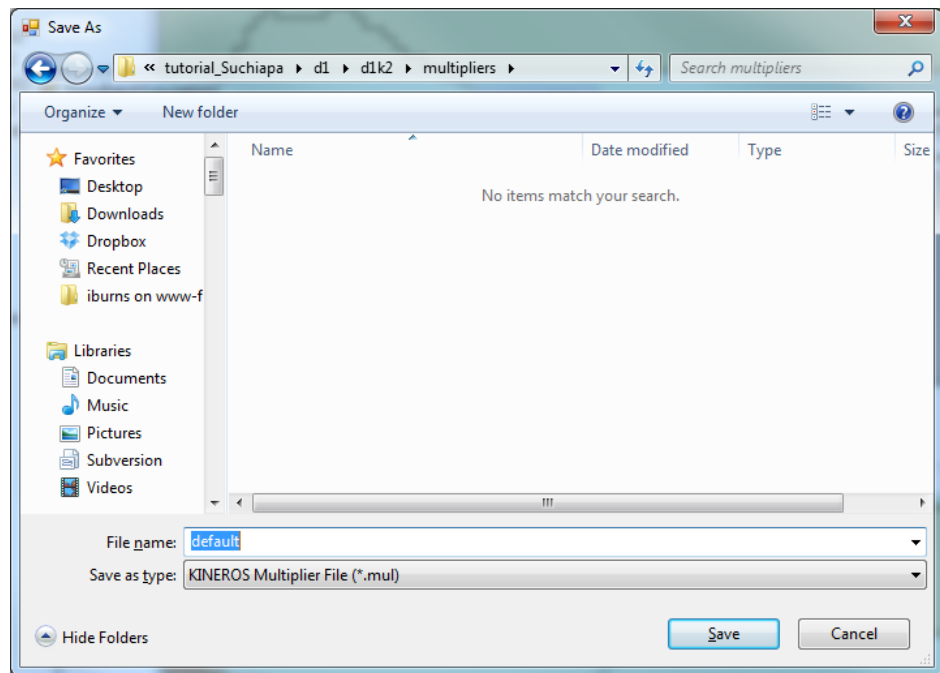 Save As
« tutorial_Suchiapa ▸ d1 ▸ d1k2 ▸ multipliers ▸ Search multipliers
Organize ▾ New folder
Name Date modified Type Size
Favorites
Desktop
Downloads
Dropbox
Recent Places
iburns on www-f
Libraries
Documents
Music
Pictures
Subversion
Videos
No items match your search.
File name: default
Save as type: KINEROS Multiplier File (*.mul)
Hide Folders Save Cancel